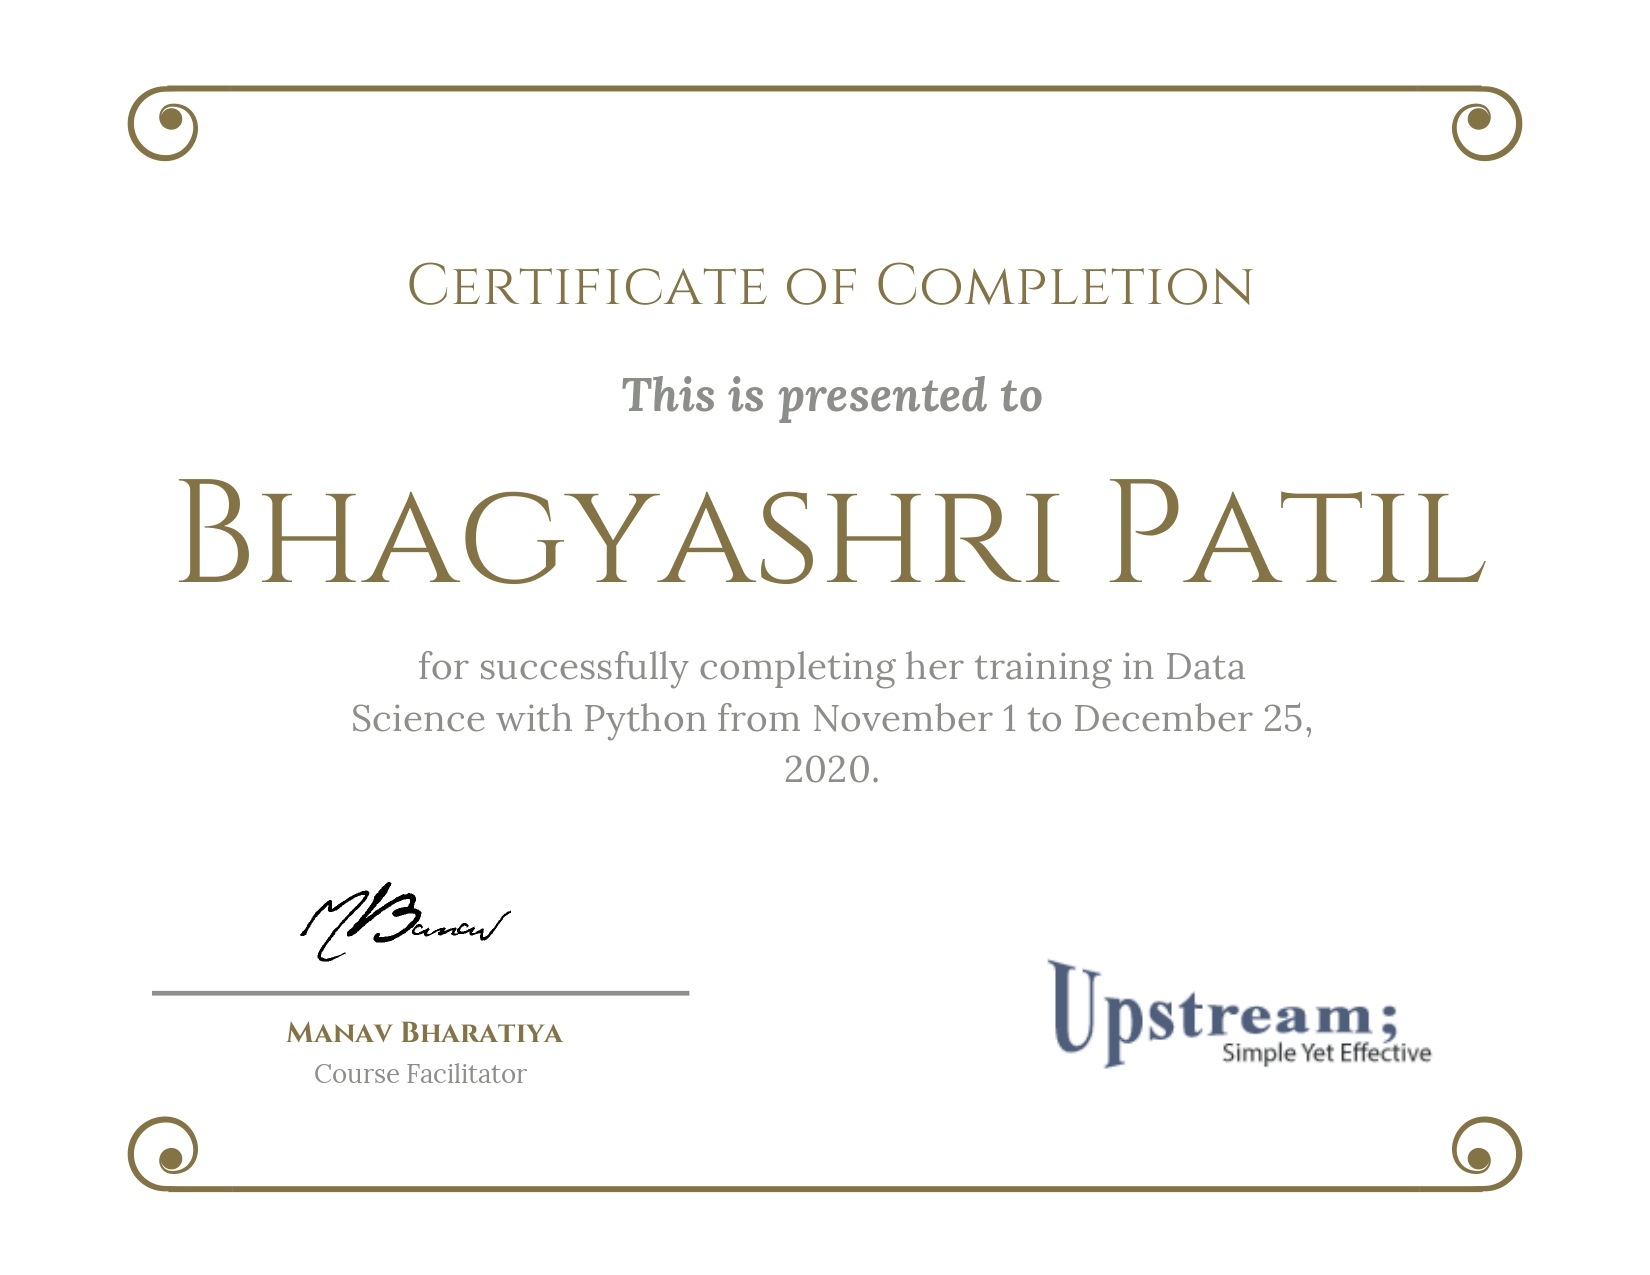 Certificate of Completion
This is presented to
Bhagyashri Patil
for successfully completing her training in Data
Science with Python from November 1 to December 25,
2020.
Manav Bharatiya
Course Facilitator
Upstream;
Simple Yet Effective